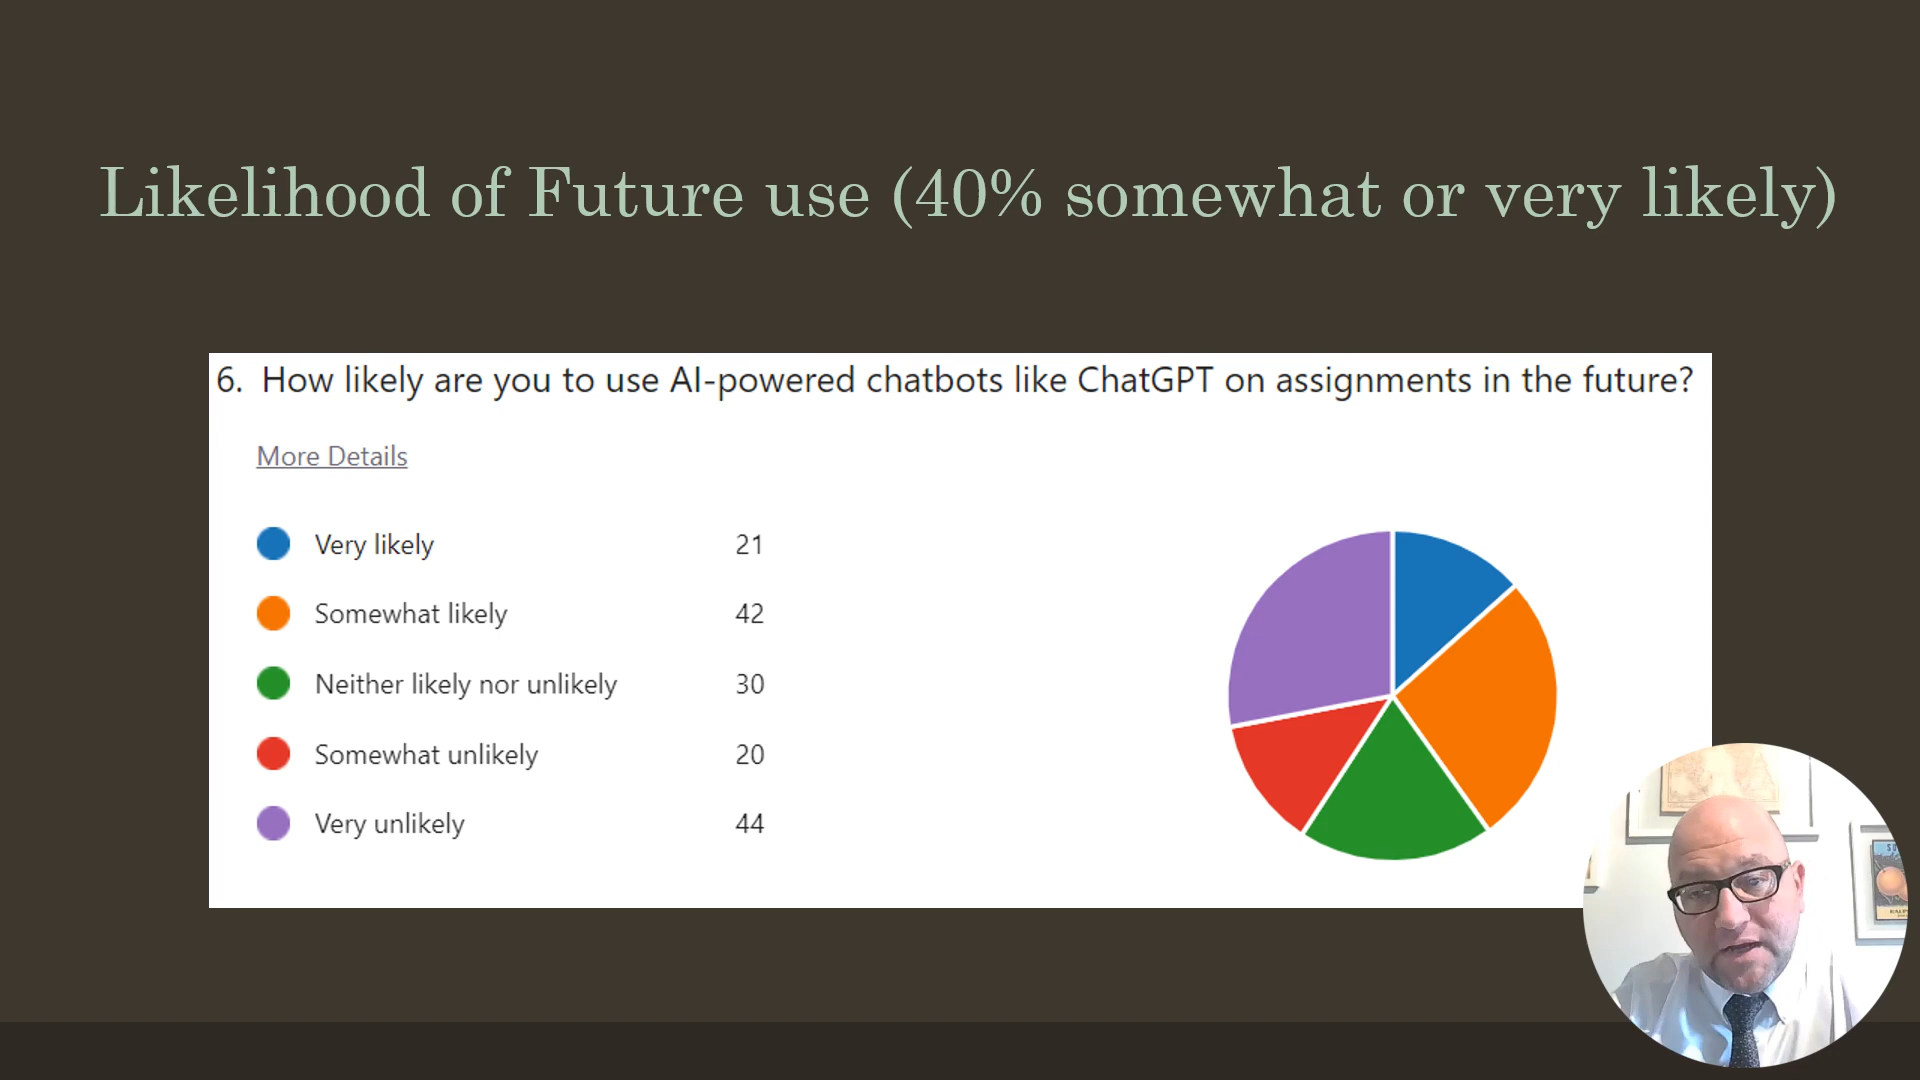 Likelihood of Future use (40% somewhat or very likely)
6. How likely are you to use AI-powered chatbots like ChatGPT on assignments in the future?
More Details
Very likely 21
Somewhat likely 42
Neither likely nor unlikely 30
Somewhat unlikely 20
Very unlikely 44